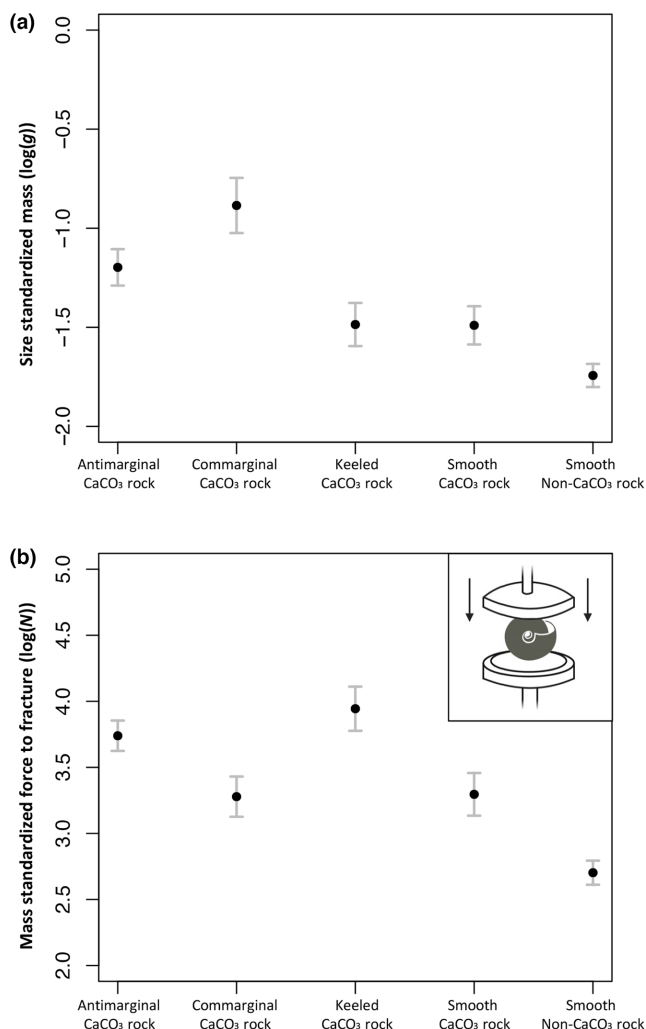 (a)
Size standardized mass (log(g))
0.0
−0.5
−1.0
−1.5
−2.0
Antimarginal
CaCO₃ rock
Commarginal
CaCO₃ rock
Keeled
CaCO₃ rock
Smooth
CaCO₃ rock
Smooth
Non-CaCO₃ rock
(b)
Mass standardized force to fracture (log(N))
5.0
4.5
4.0
3.5
3.0
2.5
2.0
Antimarginal
CaCO₃ rock
Commarginal
CaCO₃ rock
Keeled
CaCO₃ rock
Smooth
CaCO₃ rock
Smooth
Non-CaCO₃ rock